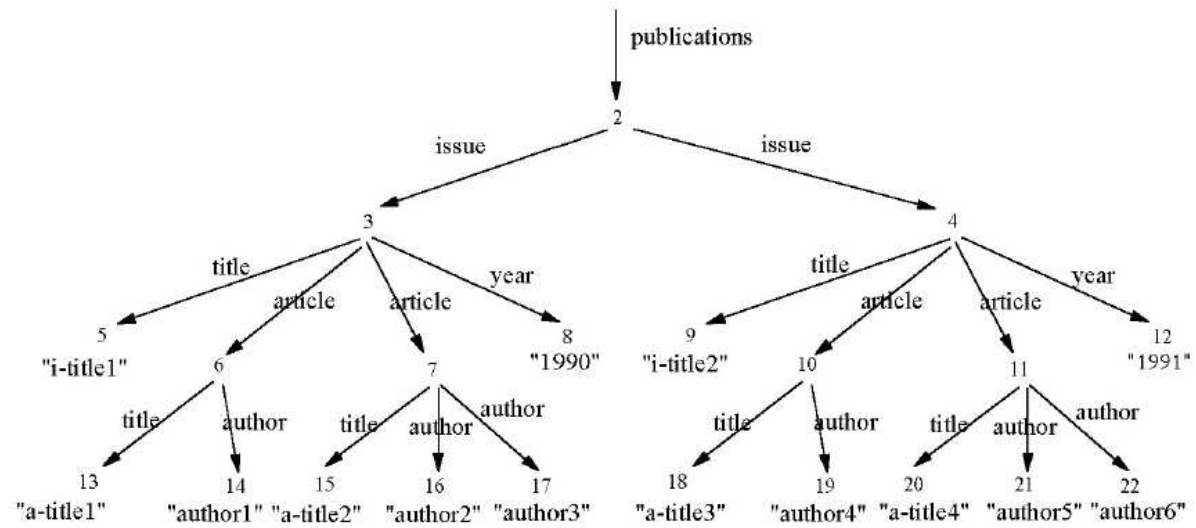 publications
2
issue issue
3 4
title year title year
article article article article
5 8 9 12
"i-title1" "1990" "i-title2" "1991"
6 7 10 11
title author title author author title author title author author
13 14 15 16 17 18 19 20 21 22
"a-title1" "author1" "a-title2" "author2" "author3" "a-title3" "author4" "a-title4" "author5" "author6"